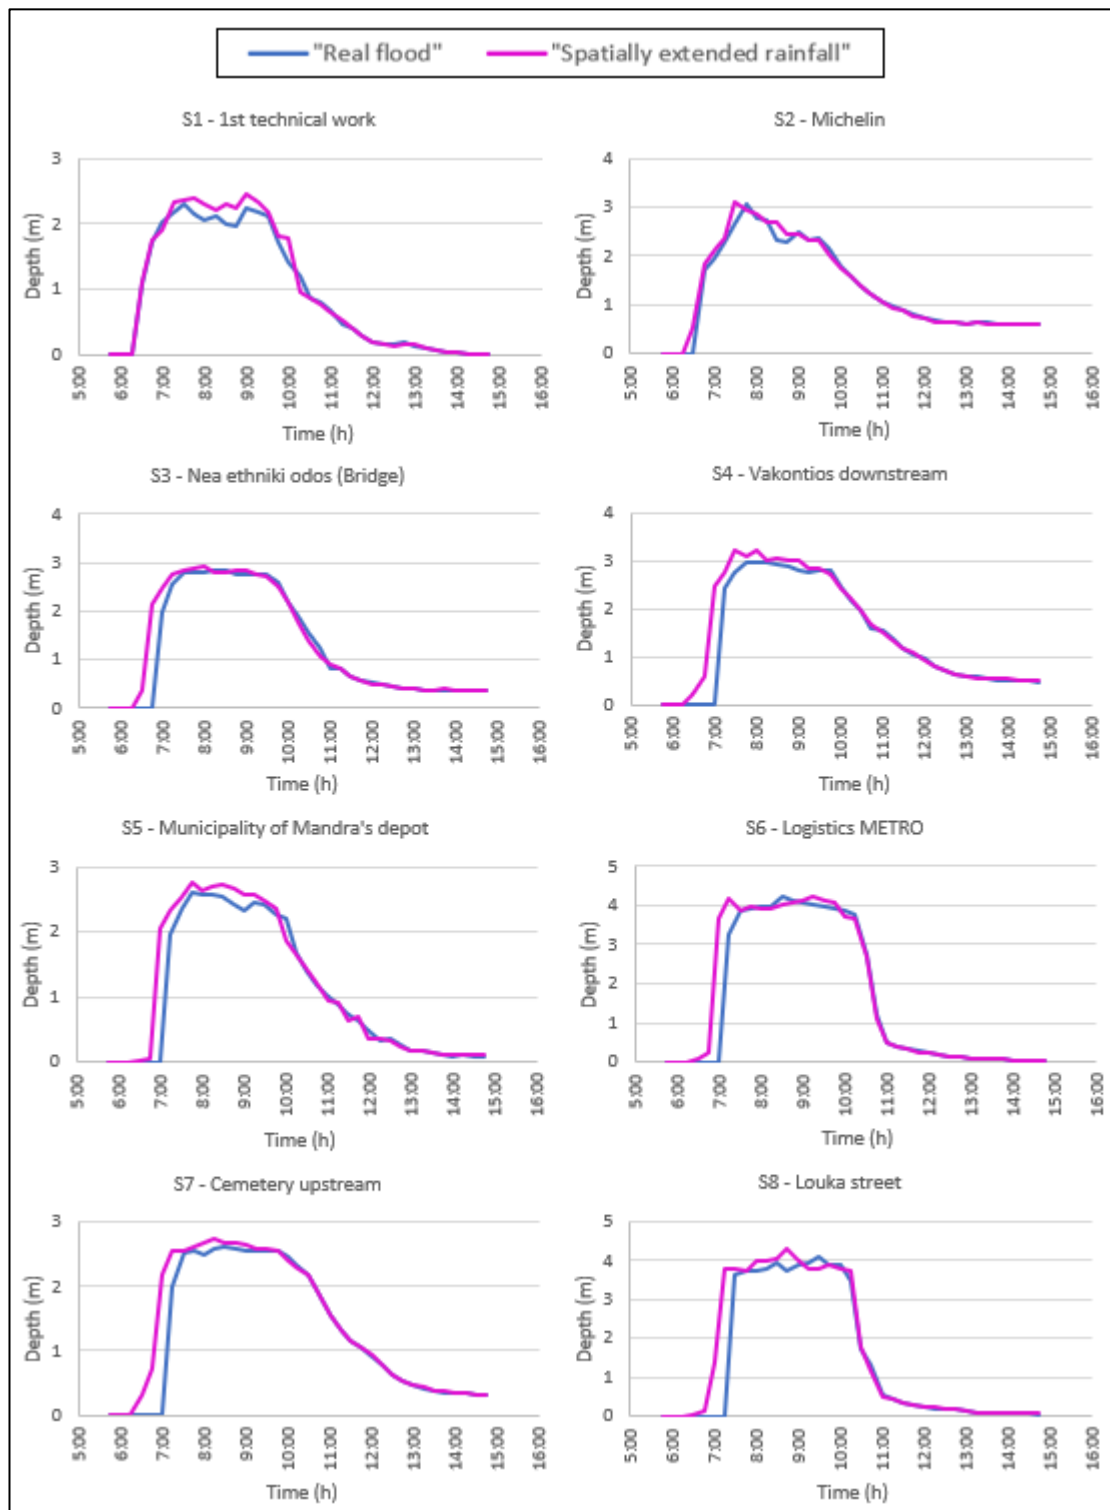 "Real flood" "Spatially extended rainfall"
S1 - 1st technical work
Depth (m)
3
2
1
0
5:00 6:00 7:00 8:00 9:00 10:00 11:00 12:00 13:00 14:00 15:00 16:00
Time (h)
S2 - Michelin
Depth (m)
4
3
2
1
0
5:00 6:00 7:00 8:00 9:00 10:00 11:00 12:00 13:00 14:00 15:00 16:00
Time (h)
S3 - Nea ethniki odos (Bridge)
Depth (m)
4
3
2
1
0
5:00 6:00 7:00 8:00 9:00 10:00 11:00 12:00 13:00 14:00 15:00 16:00
Time (h)
S4 - Vakontios downstream
Depth (m)
4
3
2
1
0
5:00 6:00 7:00 8:00 9:00 10:00 11:00 12:00 13:00 14:00 15:00 16:00
Time (h)
S5 - Municipality of Mandra's depot
Depth (m)
3
2
1
0
5:00 6:00 7:00 8:00 9:00 10:00 11:00 12:00 13:00 14:00 15:00 16:00
Time (h)
S6 - Logistics METRO
Depth (m)
5
4
3
2
1
0
5:00 6:00 7:00 8:00 9:00 10:00 11:00 12:00 13:00 14:00 15:00 16:00
Time (h)
S7 - Cemetery upstream
Depth (m)
3
2
1
0
5:00 6:00 7:00 8:00 9:00 10:00 11:00 12:00 13:00 14:00 15:00 16:00
Time (h)
S8 - Louka street
Depth (m)
5
4
3
2
1
0
5:00 6:00 7:00 8:00 9:00 10:00 11:00 12:00 13:00 14:00 15:00 16:00
Time (h)